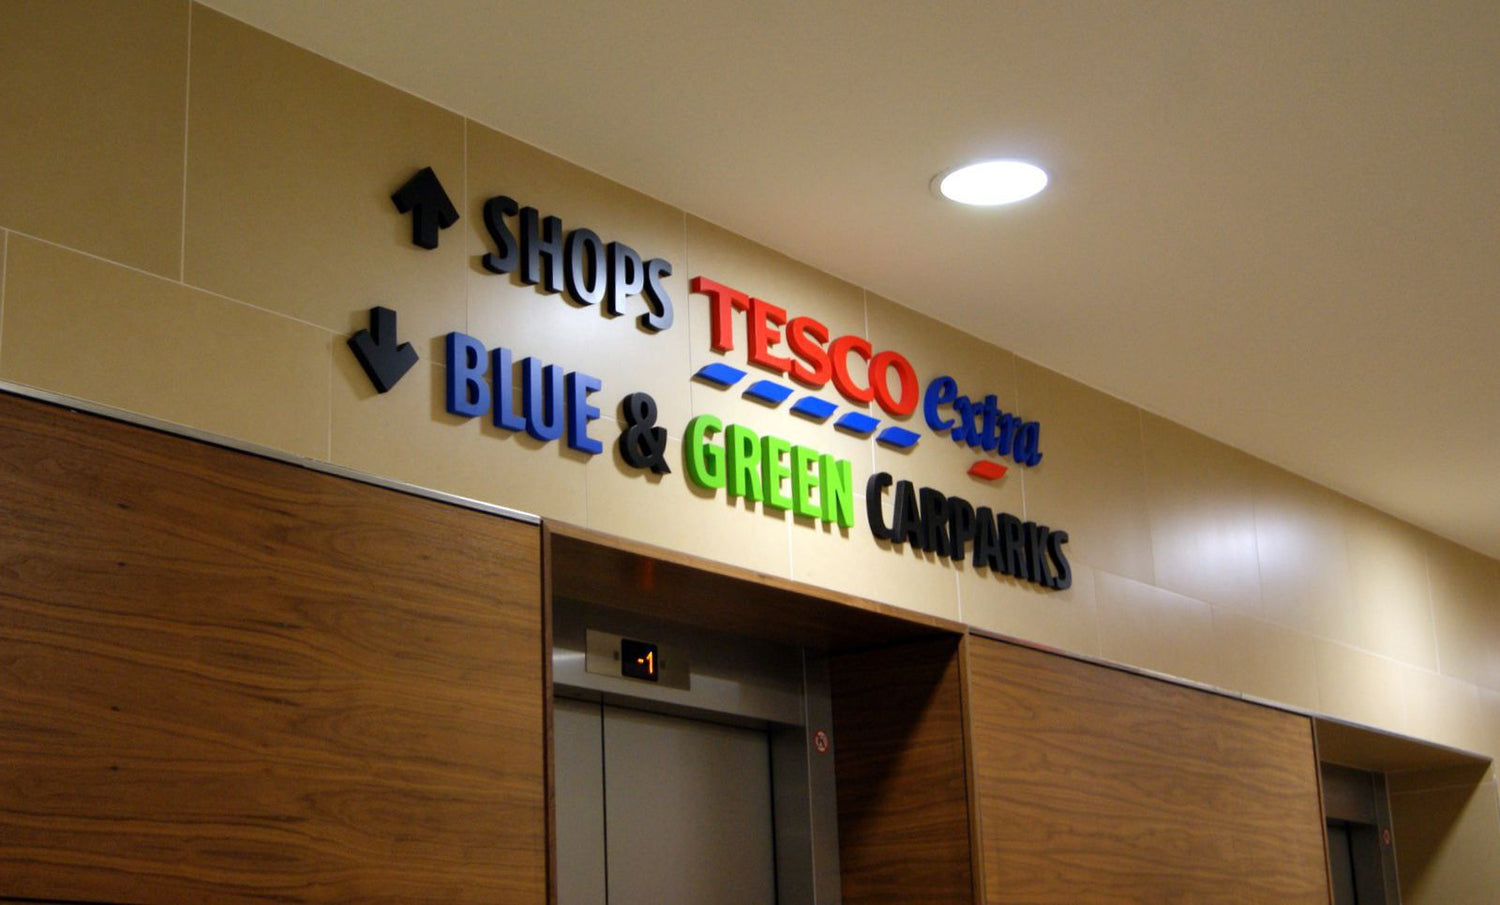 SHOPS TESCO extra
BLUE & GREEN CARPARKS
-1